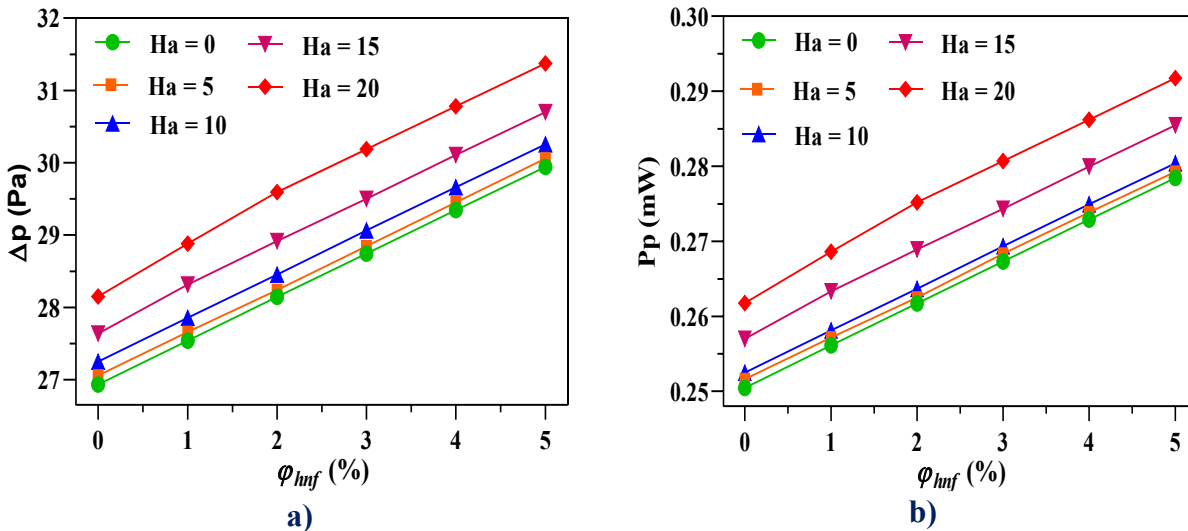 32
31
30
29
28
27
Δp (Pa)
Ha = 0
Ha = 15
Ha = 5
Ha = 20
Ha = 10
0 1 2 3 4 5
φhnf (%)
a)
0.30
0.29
0.28
0.27
0.26
0.25
Pp (mW)
Ha = 0
Ha = 15
Ha = 5
Ha = 20
Ha = 10
0 1 2 3 4 5
φhnf (%)
b)